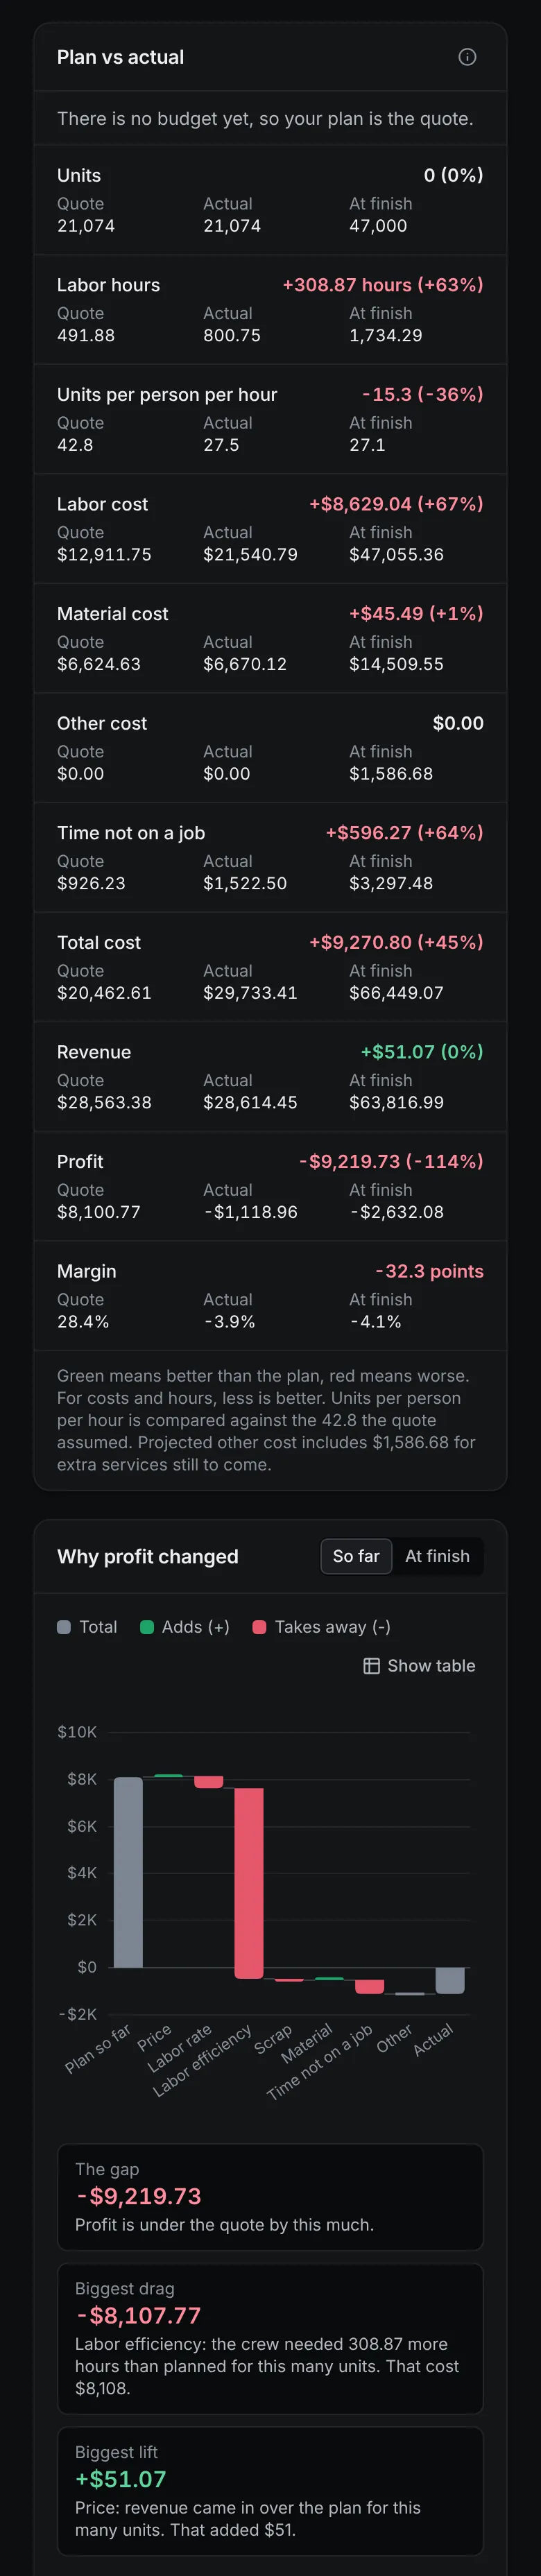 Plan vs actual
There is no budget yet, so your plan is the quote.
Units 0 (0%)
Quote Actual At finish
21,074 21,074 47,000
Labor hours +308.87 hours (+63%)
Quote Actual At finish
491.88 800.75 1,734.29
Units per person per hour -15.3 (-36%)
Quote Actual At finish
42.8 27.5 27.1
Labor cost +$8,629.04 (+67%)
Quote Actual At finish
$12,911.75 $21,540.79 $47,055.36
Material cost +$45.49 (+1%)
Quote Actual At finish
$6,624.63 $6,670.12 $14,509.55
Other cost $0.00
Quote Actual At finish
$0.00 $0.00 $1,586.68
Time not on a job +$596.27 (+64%)
Quote Actual At finish
$926.23 $1,522.50 $3,297.48
Total cost +$9,270.80 (+45%)
Quote Actual At finish
$20,462.61 $29,733.41 $66,449.07
Revenue +$51.07 (0%)
Quote Actual At finish
$28,563.38 $28,614.45 $63,816.99
Profit -$9,219.73 (-114%)
Quote Actual At finish
$8,100.77 -$1,118.96 -$2,632.08
Margin -32.3 points
Quote Actual At finish
28.4% -3.9% -4.1%
Green means better than the plan, red means worse.
For costs and hours, less is better. Units per person
per hour is compared against the 42.8 the quote
assumed. Projected other cost includes $1,586.68 for
extra services still to come.
Why profit changed So far At finish
Total Adds (+) Takes away (-)
Show table
$10K
$8K
$6K
$4K
$2K
$0
-$2K
Plan so far
Price
Labor rate
Labor efficiency
Scrap
Material
Time not on a job
Other
Actual
The gap
-$9,219.73
Profit is under the quote by this much.
Biggest drag
-$8,107.77
Labor efficiency: the crew needed 308.87 more
hours than planned for this many units. That cost
$8,108.
Biggest lift
+$51.07
Price: revenue came in over the plan for this
many units. That added $51.